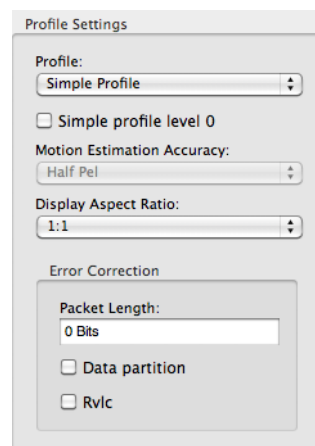 Profile Settings
Profile:
Simple Profile
Simple profile level 0
Motion Estimation Accuracy:
Half Pel
Display Aspect Ratio:
1:1
Error Correction
Packet Length:
0 Bits
Data partition
Rvlc